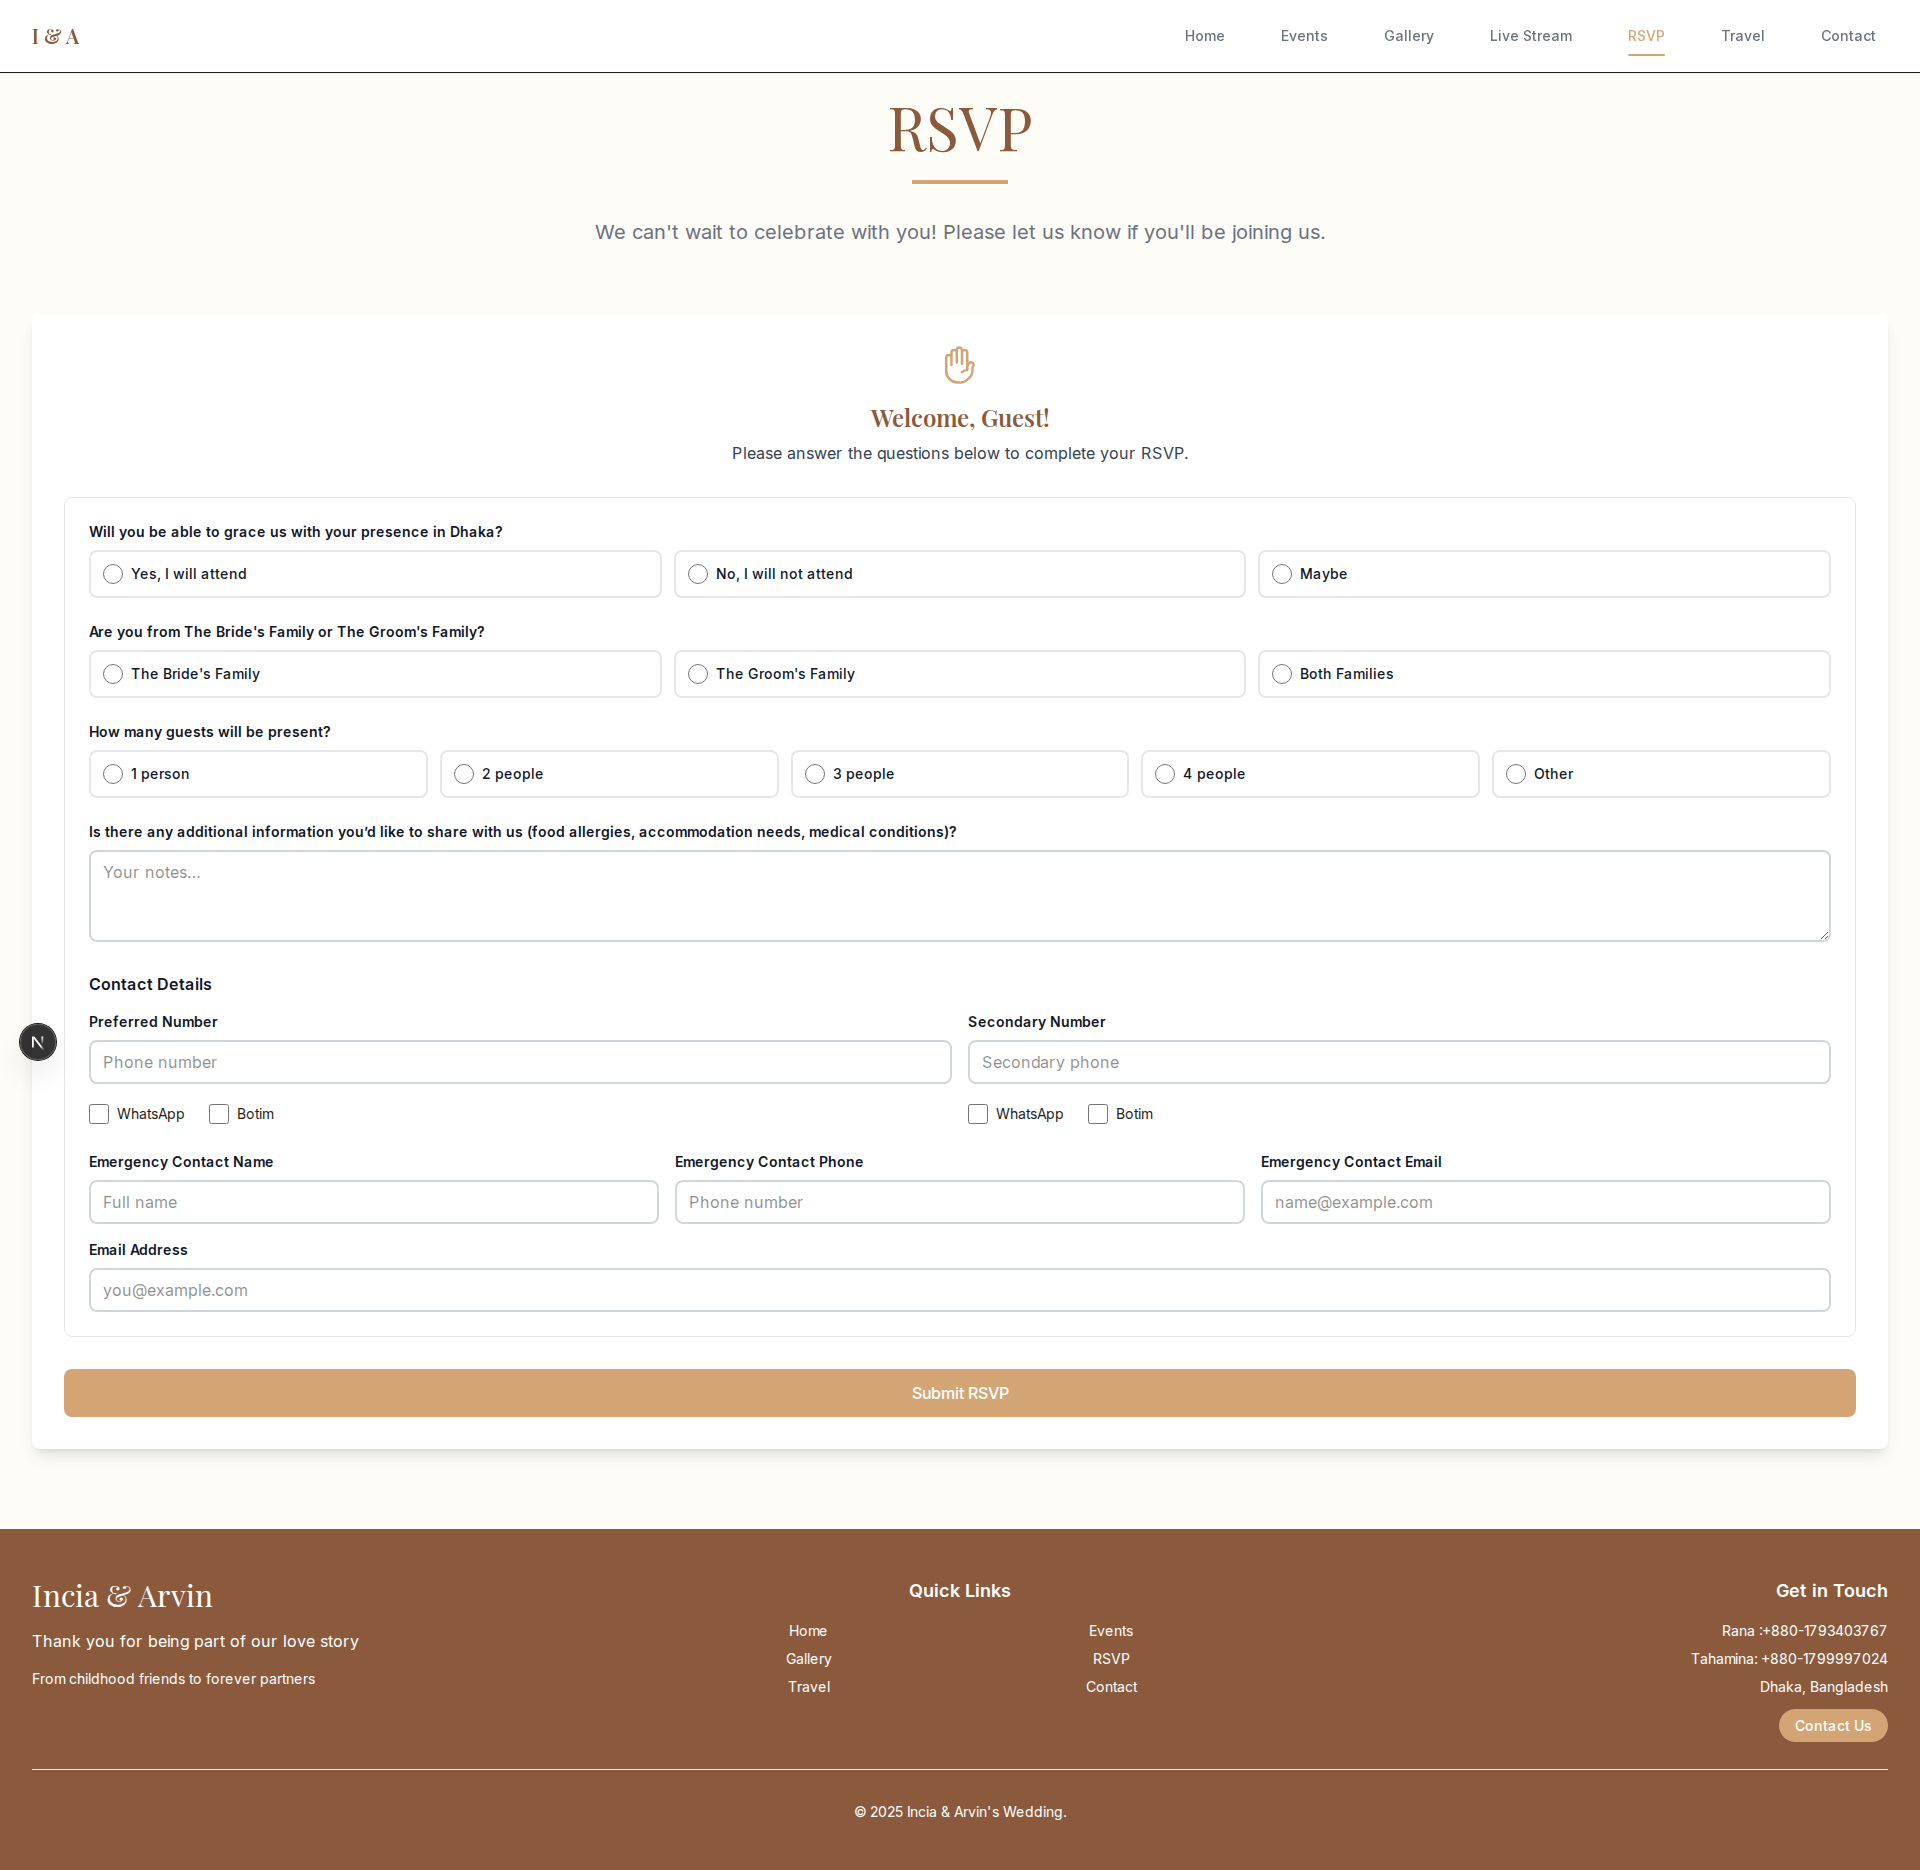 I & A
Home Events Gallery Live Stream RSVP Travel Contact
RSVP
We can't wait to celebrate with you! Please let us know if you'll be joining us.
Welcome, Guest!
Please answer the questions below to complete your RSVP.
Will you be able to grace us with your presence in Dhaka?
Yes, I will attend No, I will not attend Maybe
Are you from The Bride's Family or The Groom's Family?
The Bride's Family The Groom's Family Both Families
How many guests will be present?
1 person 2 people 3 people 4 people Other
Is there any additional information you’d like to share with us (food allergies, accommodation needs, medical conditions)?
Your notes...
Contact Details
Preferred Number Secondary Number
Phone number Secondary phone
WhatsApp Botim WhatsApp Botim
Emergency Contact Name Emergency Contact Phone Emergency Contact Email
Full name Phone number name@example.com
Email Address
you@example.com
Submit RSVP
N
Incia & Arvin
Thank you for being part of our love story
From childhood friends to forever partners
Quick Links
Home Events
Gallery RSVP
Travel Contact
Get in Touch
Rana :+880-1793403767
Tahamina: +880-1799997024
Dhaka, Bangladesh
Contact Us
© 2025 Incia & Arvin's Wedding.